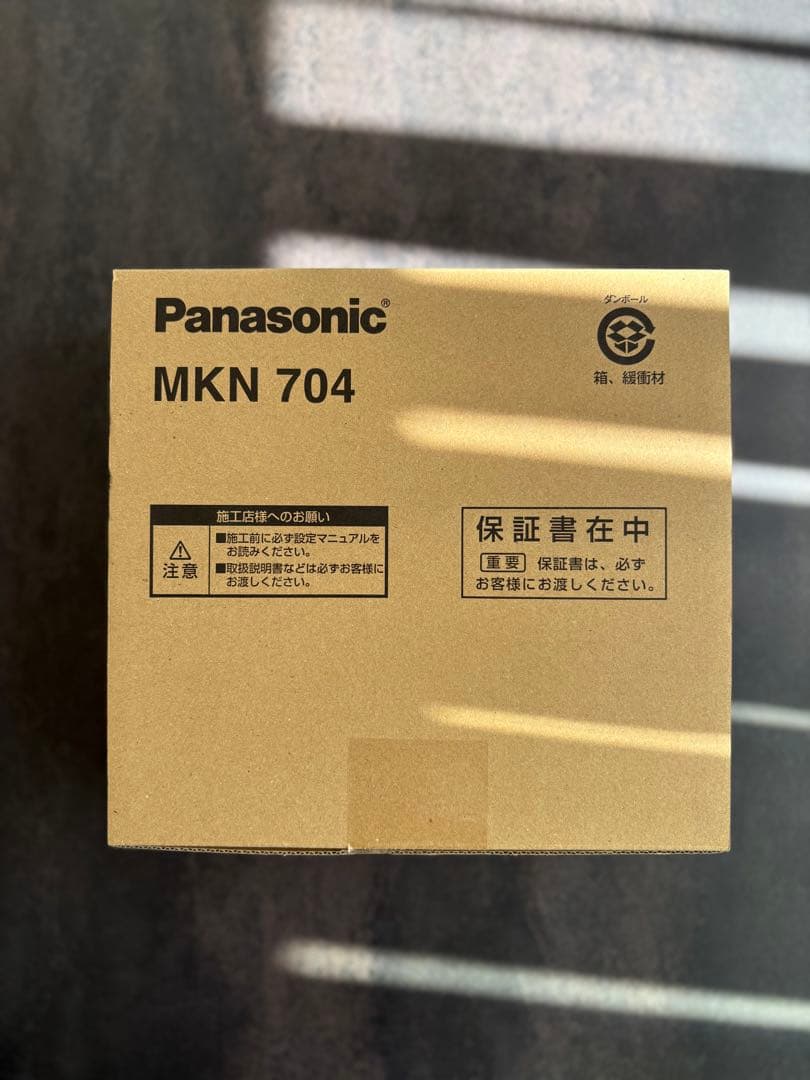 Panasonic®
MKN 704
ダンボール
箱、緩衝材
施工店様へのお願い
注意
■施工前に必ず設定マニュアルを
お読みください。
■取扱説明書などは必ずお客様に
お渡しください。
保証書在中
重要 保証書は、必ず
お客様にお渡しください。